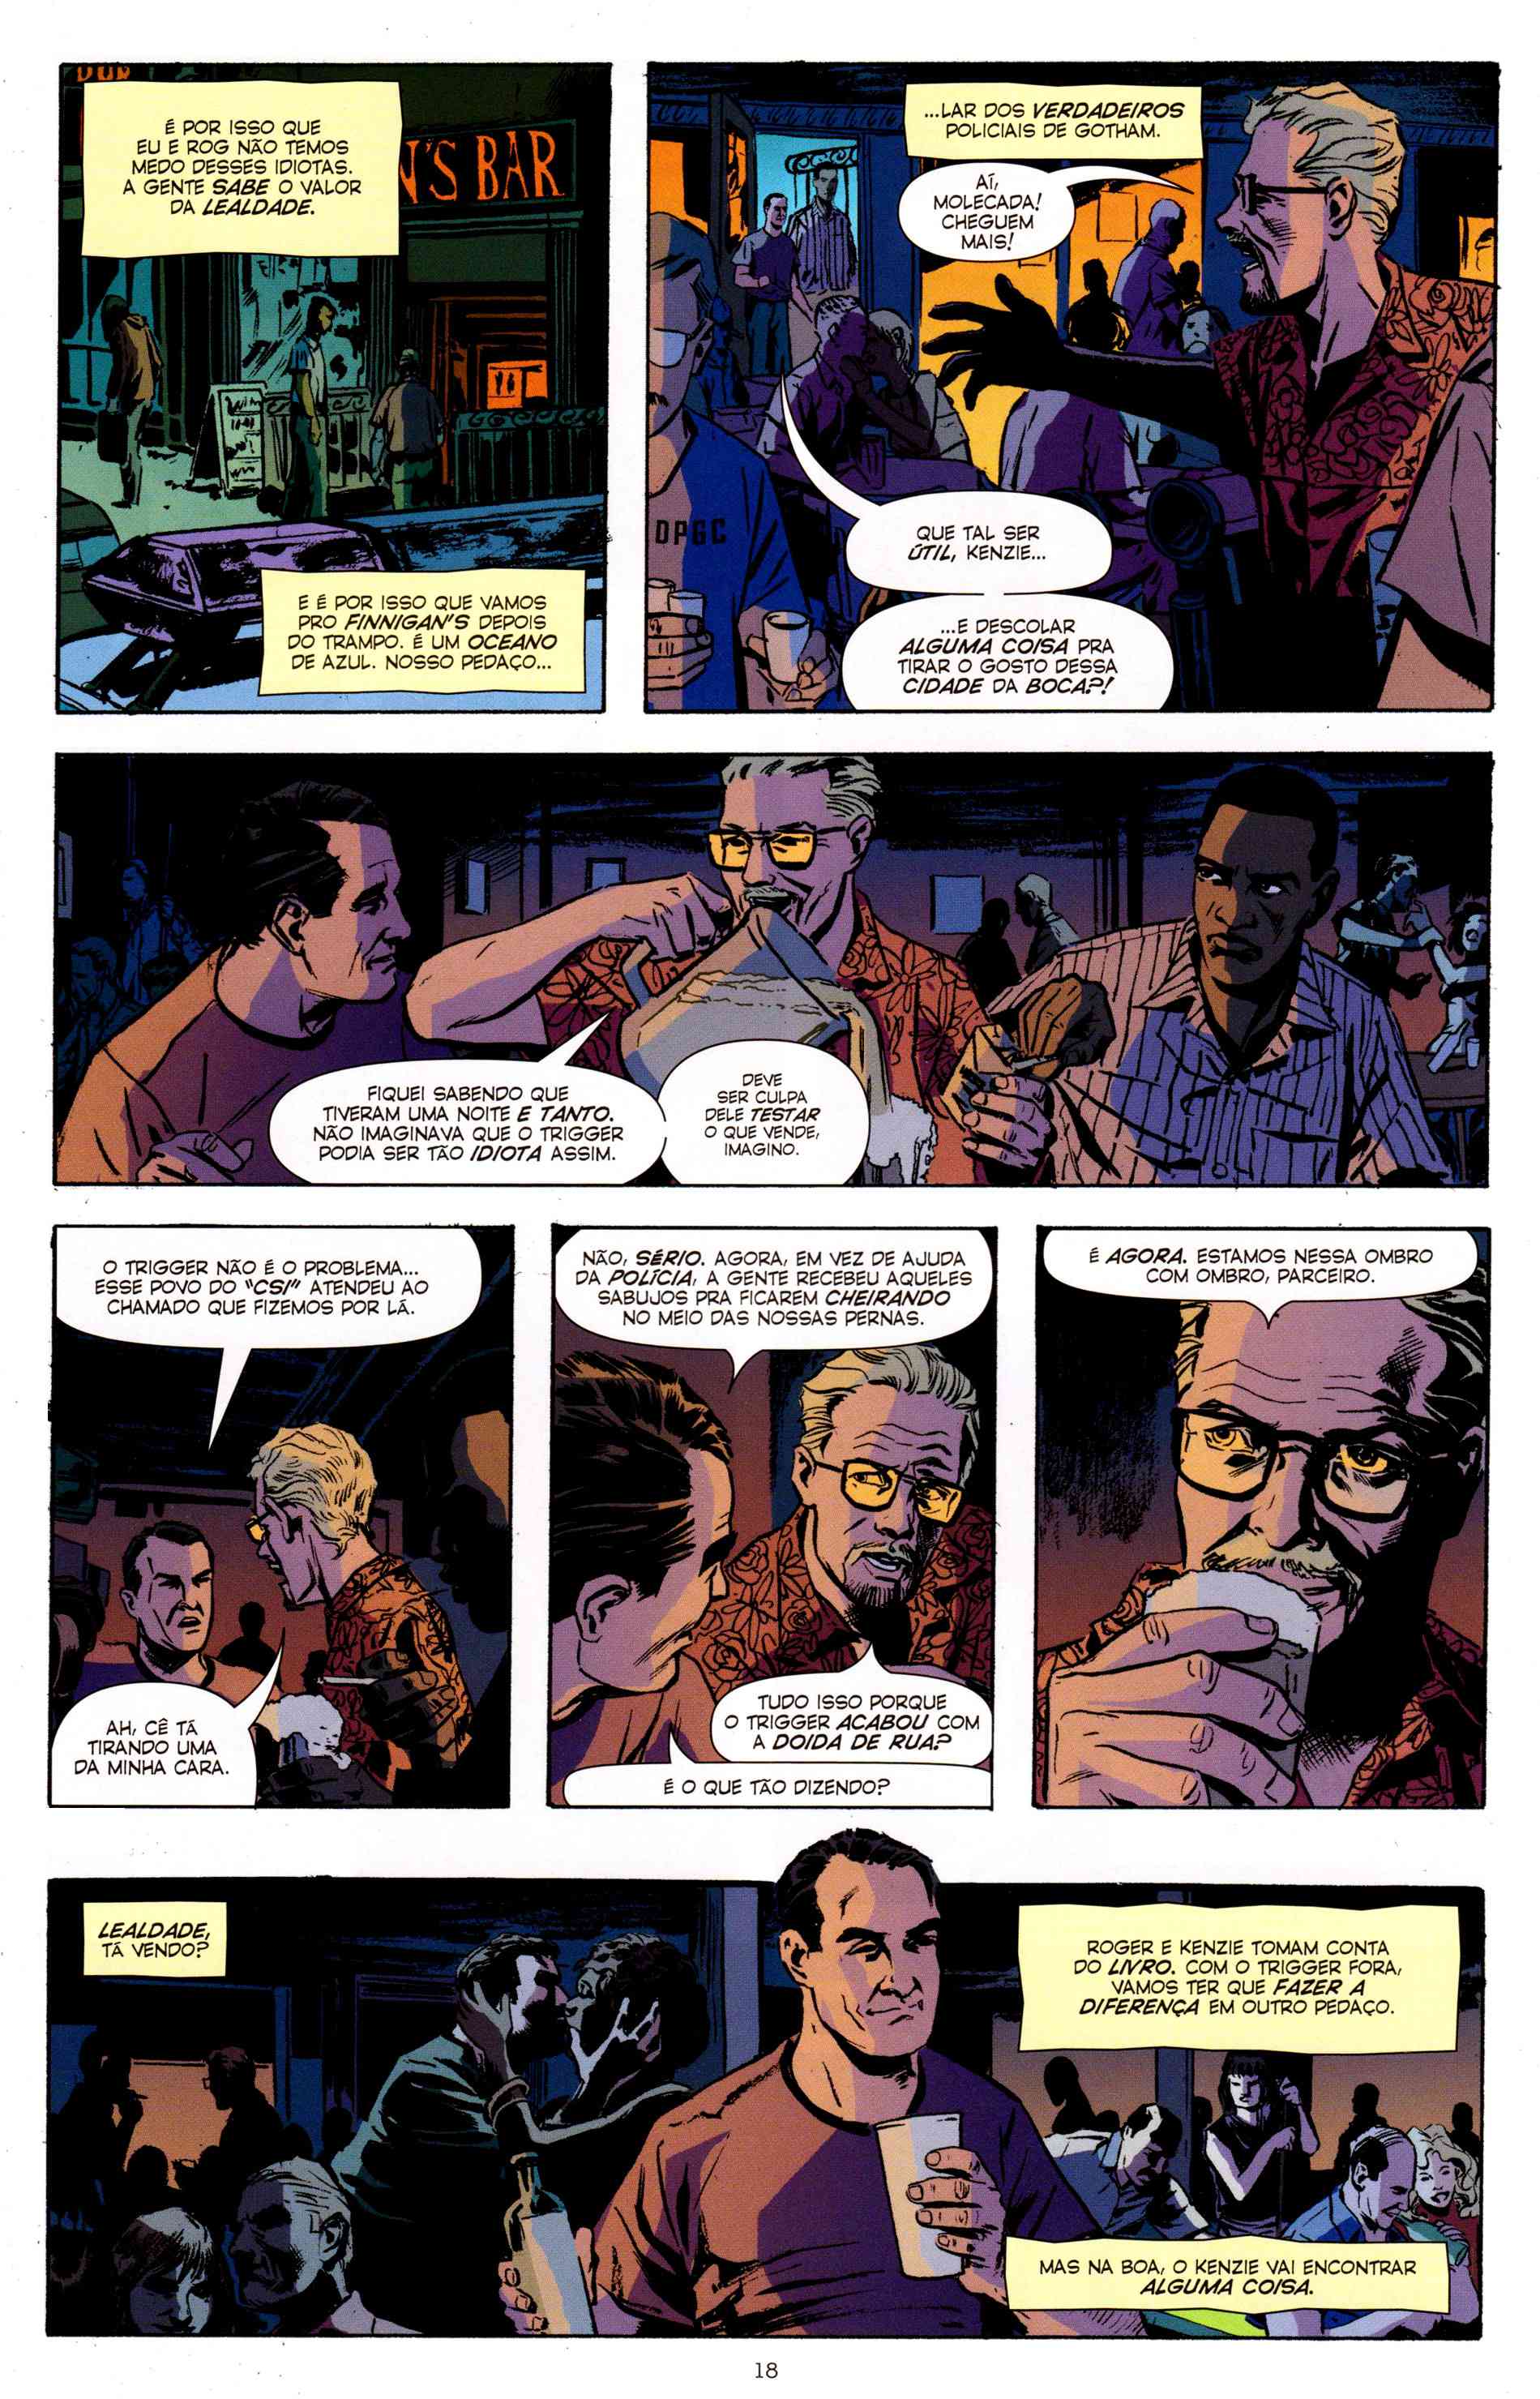 É POR ISSO QUE
EU E ROG NÃO TEMOS
MEDO DESSES IDIOTAS.
A GENTE SABE O VALOR
DA LEALDADE.
N'S BAR
E É POR ISSO QUE VAMOS
PRO FINNIGAN'S DEPOIS
DO TRAMPO. É UM OCEANO
DE AZUL. NOSSO PEDAÇO...
...LAR DOS VERDADEIROS
POLICIAIS DE GOTHAM.
AÍ,
MOLECADA!
CHEGUEM
MAIS!
DPGC
QUE TAL SER
ÚTIL, KENZIE...
...E DESCOLAR
ALGUMA COISA PRA
TIRAR O GOSTO DESSA
CIDADE DA BOCA?!
FIQUEI SABENDO QUE
TIVERAM UMA NOITE E TANTO.
NÃO IMAGINAVA QUE O TRIGGER
PODIA SER TÃO IDIOTA ASSIM.
DEVE
SER CULPA
DELE TESTAR
O QUE VENDE,
IMAGINO.
O TRIGGER NÃO É O PROBLEMA...
ESSE POVO DO "CSI" ATENDEU AO
CHAMADO QUE FIZEMOS POR LÁ.
AH, CÊ TÁ
TIRANDO UMA
DA MINHA CARA.
NÃO, SÉRIO. AGORA, EM VEZ DE AJUDA
DA POLÍCIA, A GENTE RECEBEU AQUELES
SABUJOS PRA FICAREM CHEIRANDO
NO MEIO DAS NOSSAS PERNAS.
TUDO ISSO PORQUE
O TRIGGER ACABOU COM
A DOIDA DE RUA?
É O QUE TÃO DIZENDO?
É AGORA. ESTAMOS NESSA OMBRO
COM OMBRO, PARCEIRO.
LEALDADE,
TÁ VENDO?
ROGER E KENZIE TOMAM CONTA
DO LIVRO. COM O TRIGGER FORA,
VAMOS TER QUE FAZER A
DIFERENÇA EM OUTRO PEDAÇO.
MAS NA BOA, O KENZIE VAI ENCONTRAR
ALGUMA COISA.
18